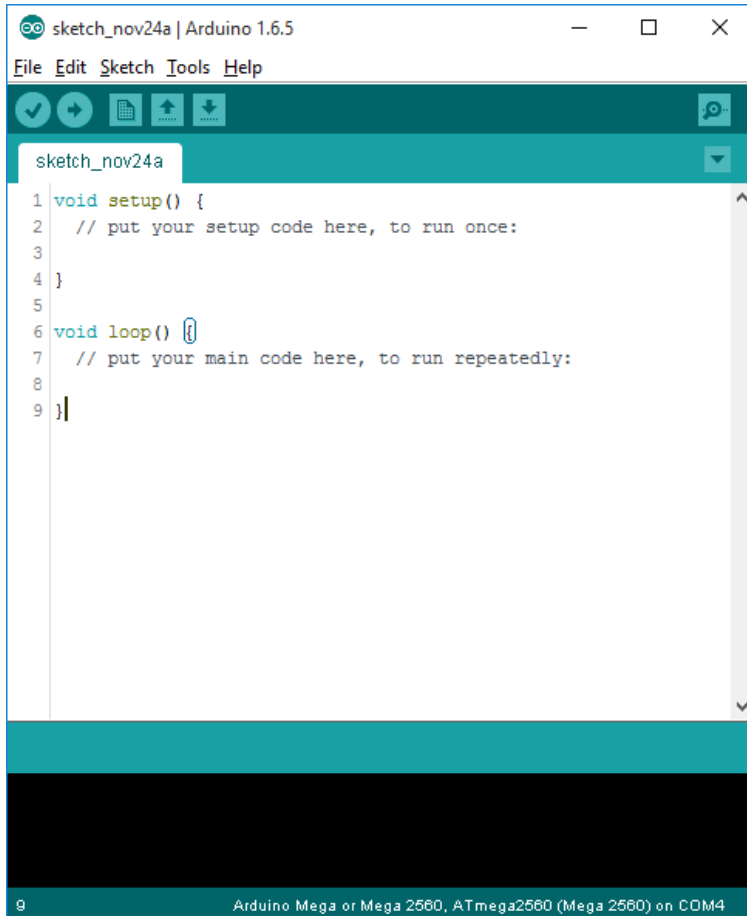 sketch_nov24a | Arduino 1.6.5
File Edit Sketch Tools Help
sketch_nov24a
1 void setup() {
2   // put your setup code here, to run once:
3
4 }
5
6 void loop() {
7   // put your main code here, to run repeatedly:
8
9 }
9 Arduino Mega or Mega 2560, ATmega2560 (Mega 2560) on COM4